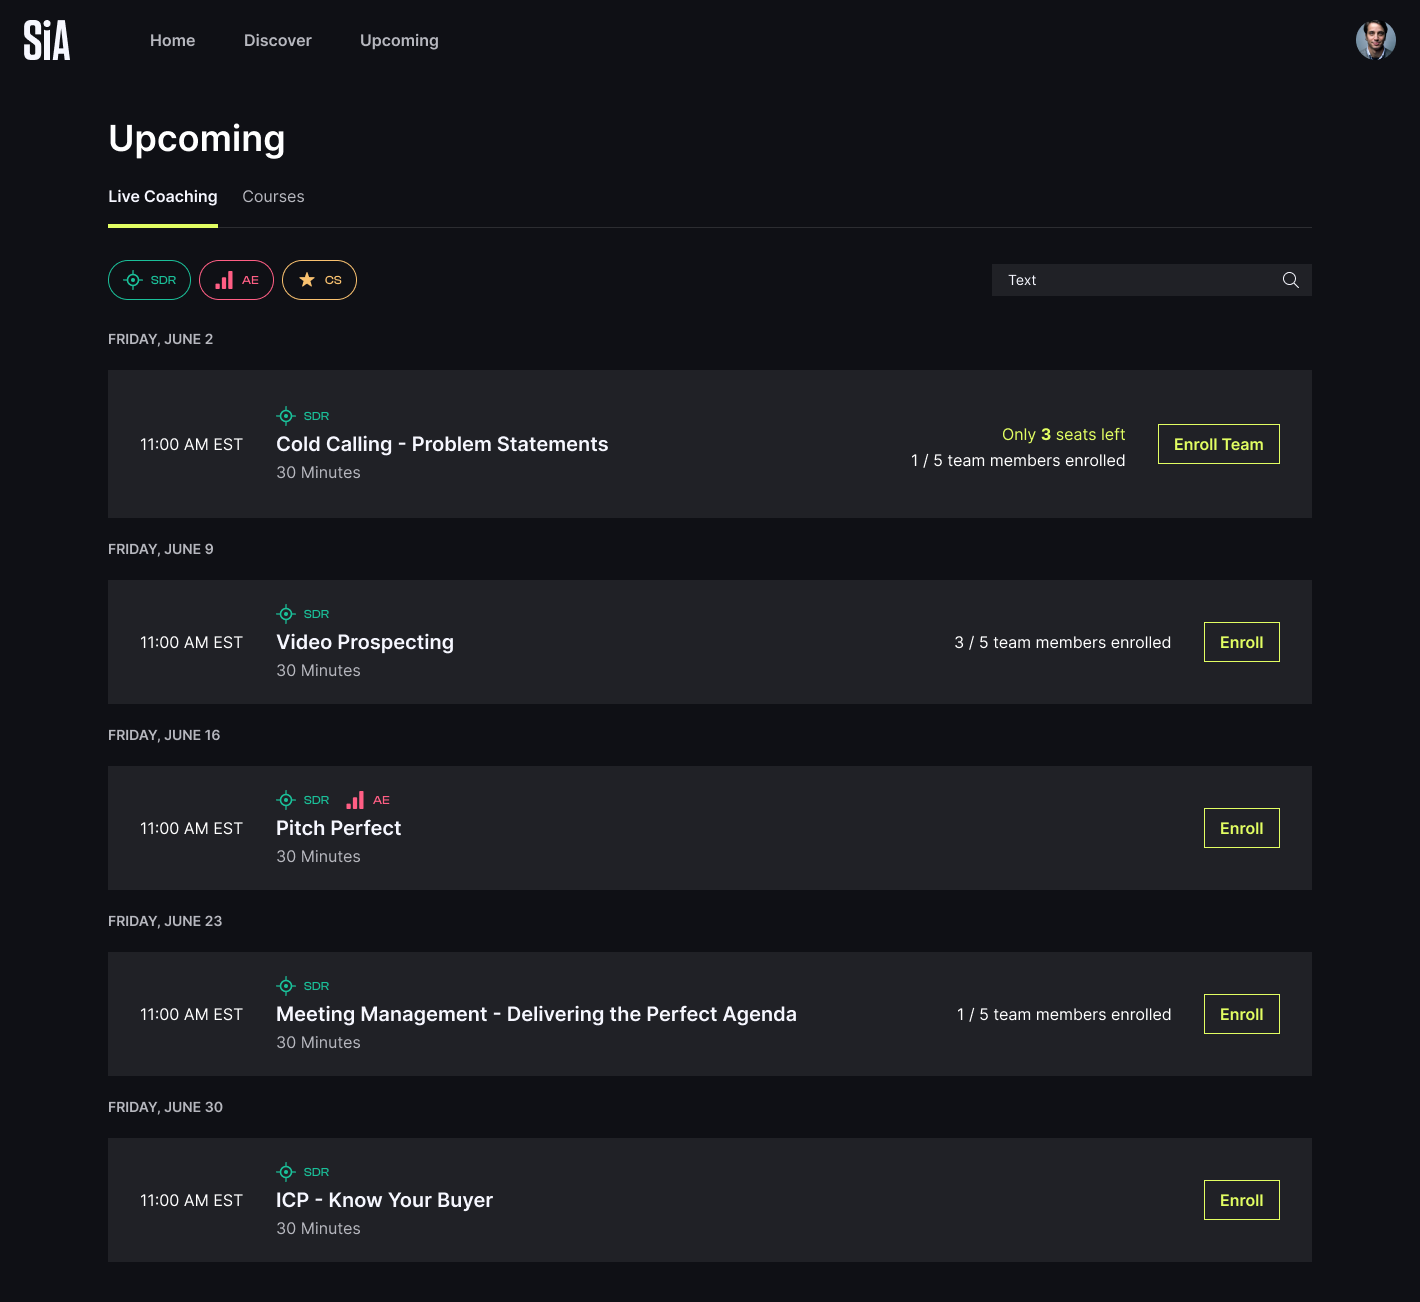 SiA
Home
Discover
Upcoming
Upcoming
Live Coaching
Courses
SDR
AE
CS
Text
FRIDAY, JUNE 2
11:00 AM EST
SDR
Cold Calling - Problem Statements
30 Minutes
Only 3 seats left
1 / 5 team members enrolled
Enroll Team
FRIDAY, JUNE 9
11:00 AM EST
SDR
Video Prospecting
30 Minutes
3 / 5 team members enrolled
Enroll
FRIDAY, JUNE 16
11:00 AM EST
SDR
AE
Pitch Perfect
30 Minutes
Enroll
FRIDAY, JUNE 23
11:00 AM EST
SDR
Meeting Management - Delivering the Perfect Agenda
30 Minutes
1 / 5 team members enrolled
Enroll
FRIDAY, JUNE 30
11:00 AM EST
SDR
ICP - Know Your Buyer
30 Minutes
Enroll